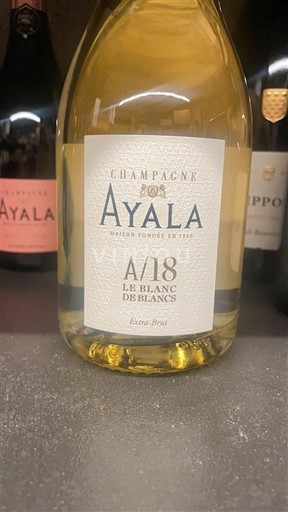 CHAMPAGNE
AYALA
MAISON FONDÉE EN 1860
A/18
LE BLANC
DE BLANCS
Extra-Brut
AYALA
PPO